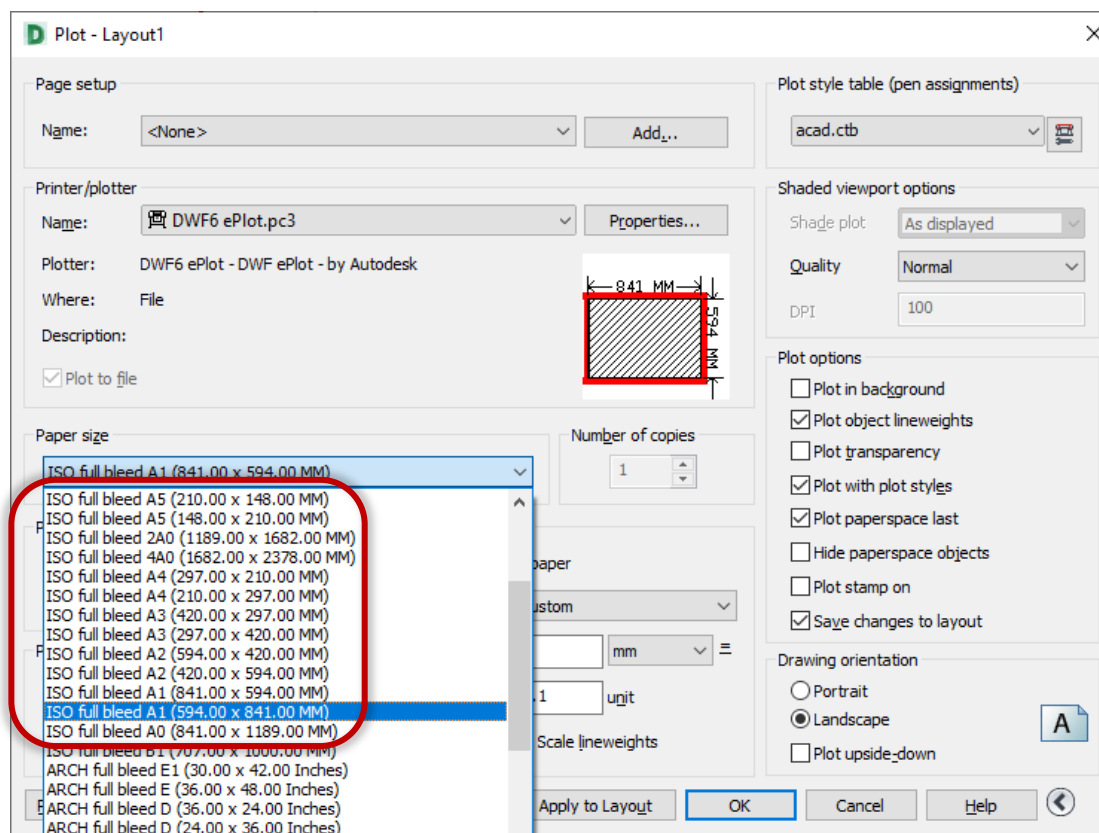 Plot - Layout1
Page setup
Name:
<None>
Add...
Plot style table (pen assignments)
acad.ctb
Printer/plotter
Name:
DWF6 ePlot.pc3
Properties...
Plotter:
DWF6 ePlot - DWF ePlot - by Autodesk
Where:
File
Description:
Plot to file
841 MM
594 MM
Shaded viewport options
Shade plot
As displayed
Quality
Normal
DPI
100
Paper size
ISO full bleed A1 (841.00 x 594.00 MM)
Number of copies
1
ISO full bleed A5 (210.00 x 148.00 MM)
ISO full bleed A5 (148.00 x 210.00 MM)
ISO full bleed 2A0 (1189.00 x 1682.00 MM)
ISO full bleed 4A0 (1682.00 x 2378.00 MM)
ISO full bleed A4 (297.00 x 210.00 MM)
ISO full bleed A4 (210.00 x 297.00 MM)
ISO full bleed A3 (420.00 x 297.00 MM)
ISO full bleed A3 (297.00 x 420.00 MM)
ISO full bleed A2 (594.00 x 420.00 MM)
ISO full bleed A2 (420.00 x 594.00 MM)
ISO full bleed A1 (841.00 x 594.00 MM)
ISO full bleed A1 (594.00 x 841.00 MM)
ISO full bleed A0 (841.00 x 1189.00 MM)
ISO full bleed B1 (707.00 x 1000.00 MM)
ARCH full bleed E1 (30.00 x 42.00 Inches)
ARCH full bleed E (36.00 x 48.00 Inches)
ARCH full bleed D (36.00 x 24.00 Inches)
ARCH full bleed D (24.00 x 36.00 Inches)
paper
ustom
mm
=
.1
unit
Scale lineweights
Plot options
Plot in background
Plot object lineweights
Plot transparency
Plot with plot styles
Plot paperspace last
Hide paperspace objects
Plot stamp on
Save changes to layout
Drawing orientation
Portrait
Landscape
Plot upside-down
A
Apply to Layout
OK
Cancel
Help